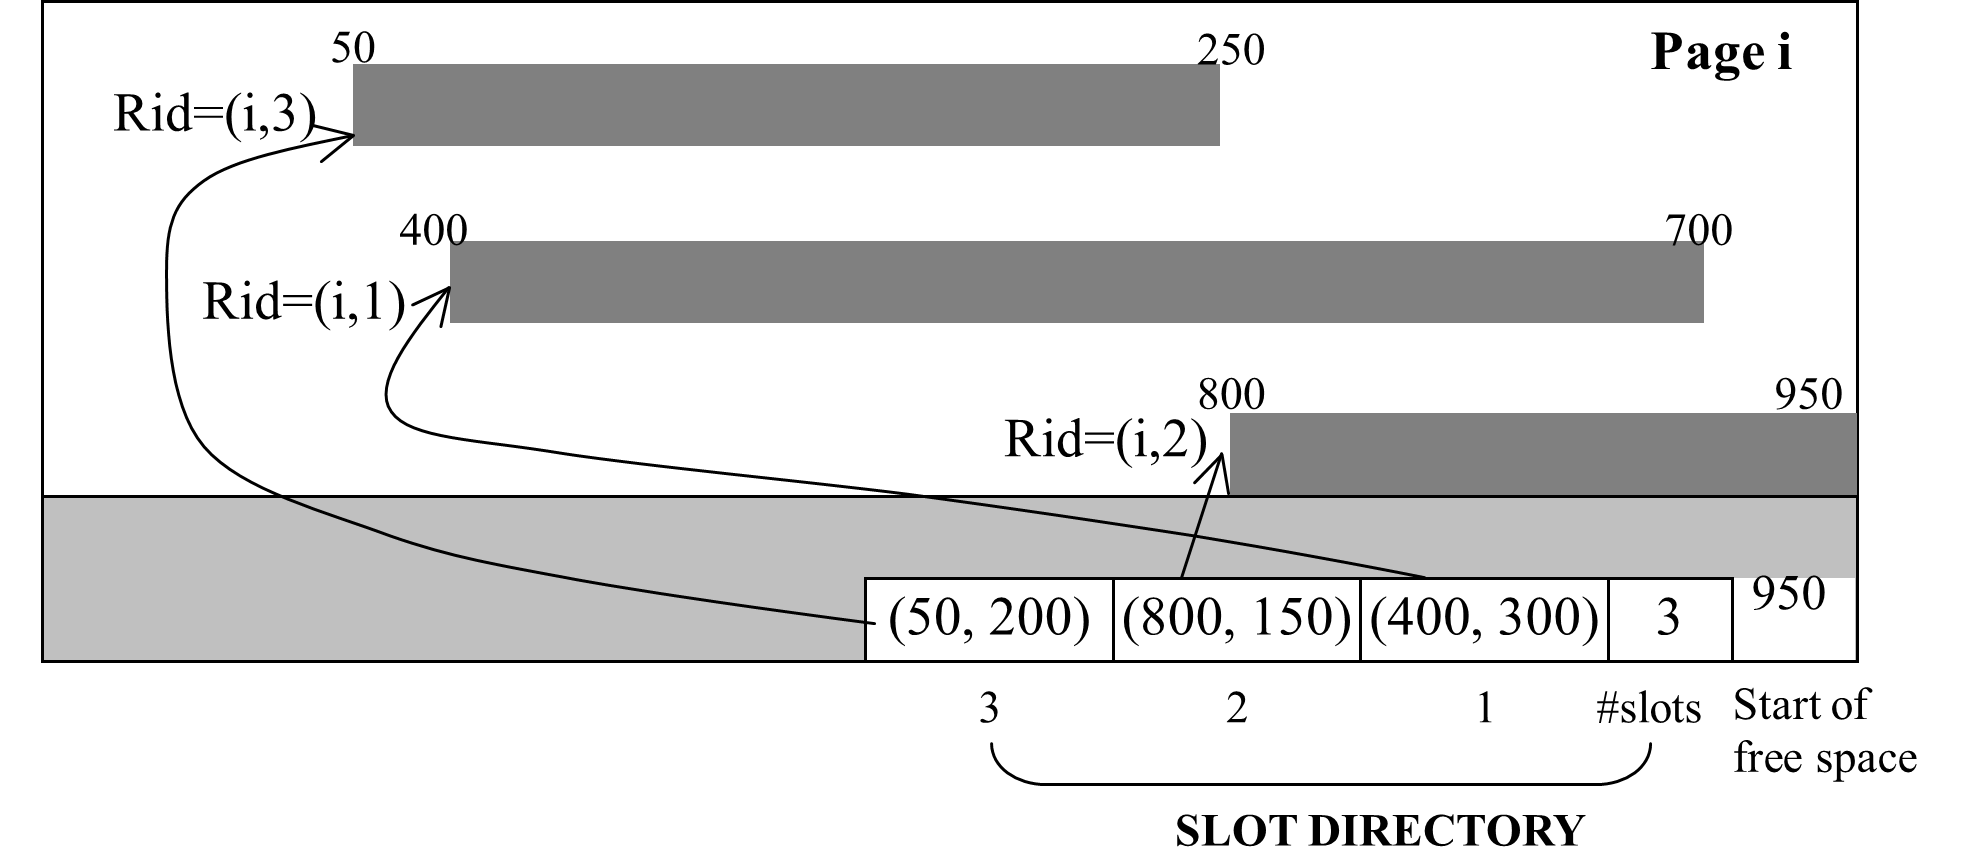 50
250
Page i
Rid=(i,3)
400
700
Rid=(i,1)
800
950
Rid=(i,2)
(50, 200)
(800, 150)
(400, 300)
3
950
3
2
1
#slots
Start of
free space
SLOT DIRECTORY